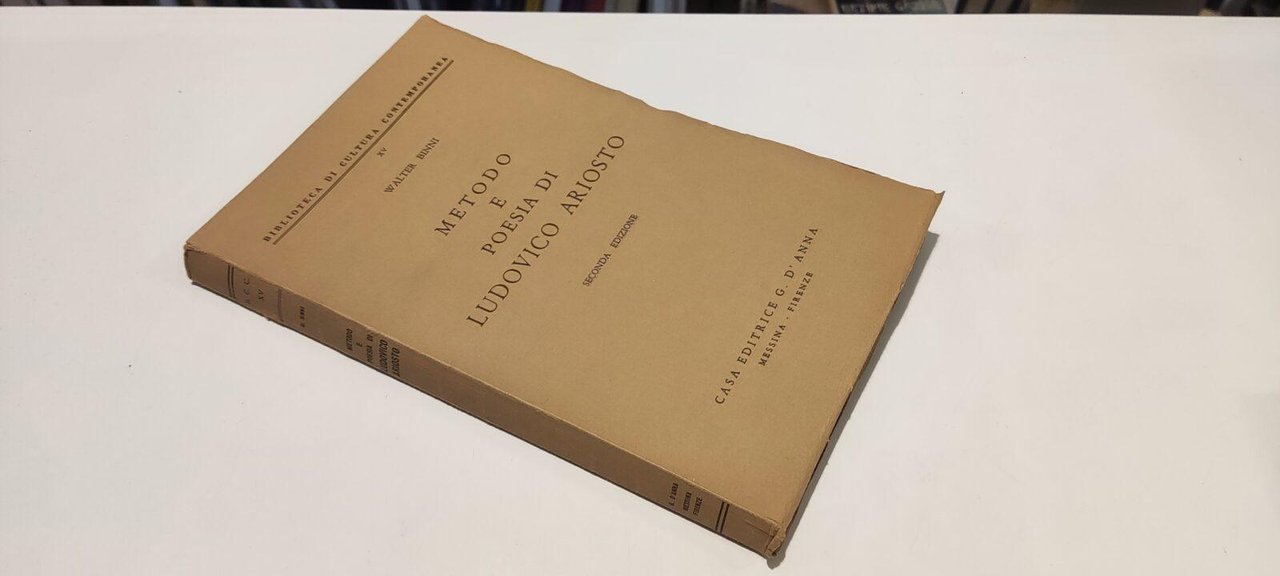 BIBLIOTECA DI CULTURA CONTEMPORANEA
XV
WALTER BINNI
METODO
E
POESIA DI
LUDOVICO ARIOSTO
SECONDA EDIZIONE
CASA EDITRICE G. D'ANNA
MESSINA - FIRENZE
C. C.
XV
BINNI
METODO
E
POESIA DI
LUDOVICO
ARIOSTO
G. D'ANNA
MESSINA
FIRENZE